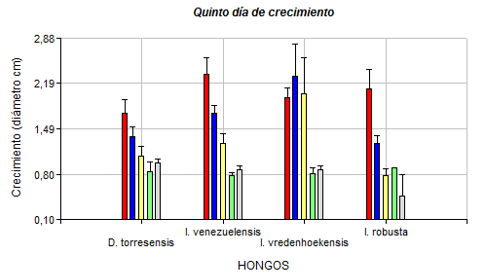 Quinto día de crecimiento
Crecimiento (diámetro cm)
2,88
2,19
1,49
0,80
0,10
I. venezuelensis I. robusta
D. torresensis I. vredenhoekensis
HONGOS